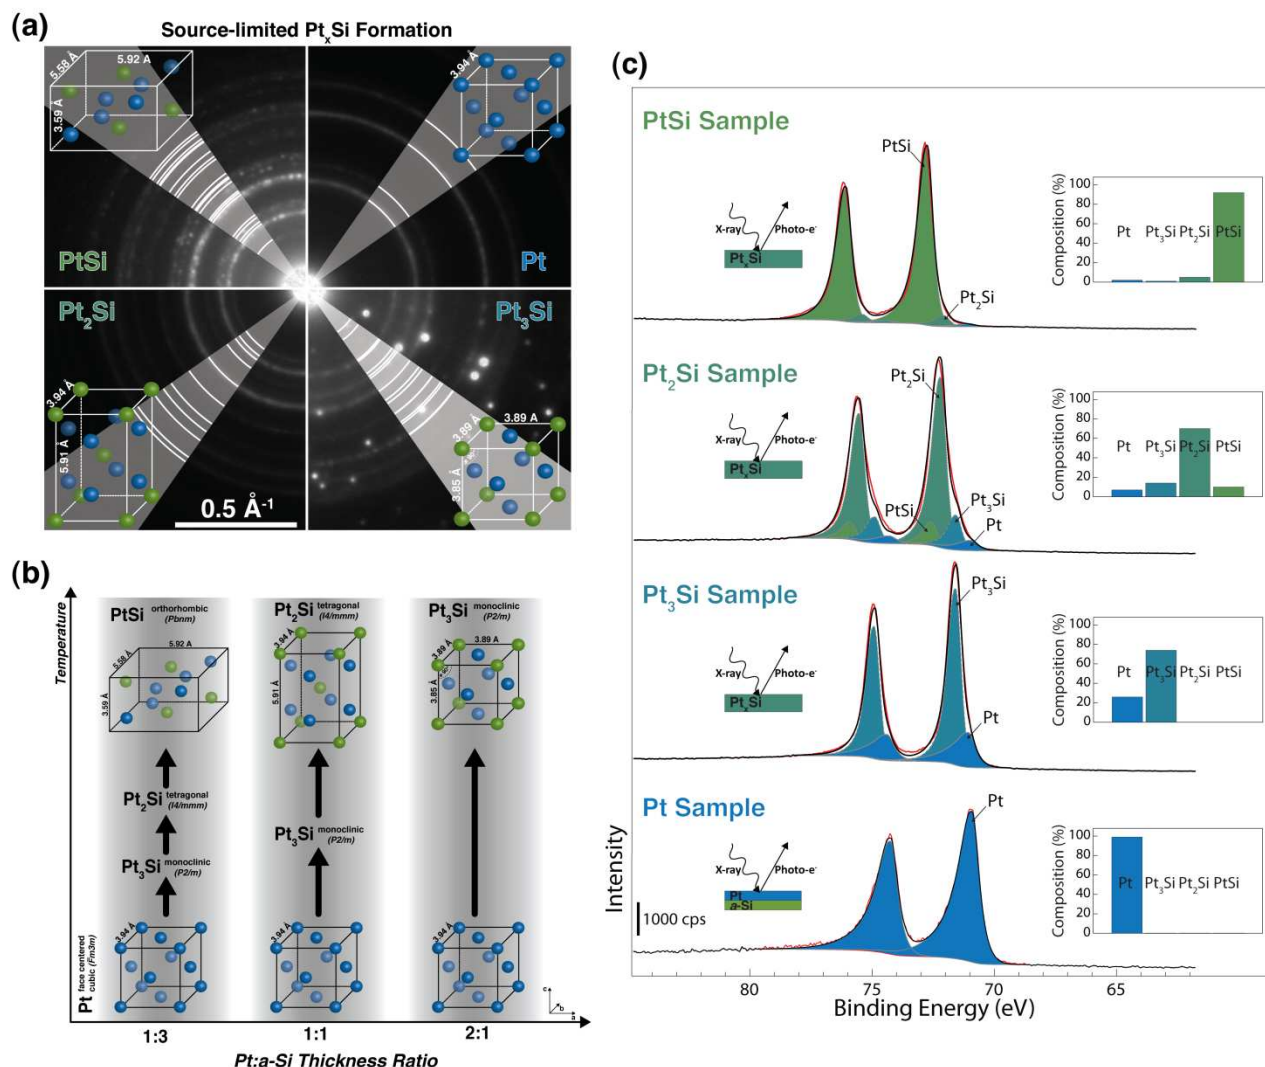 (a)
Source-limited PtxSi Formation
5.58 Å
5.92 A
3.59 Å
PtSi
3.94 Å
Pt
Pt2Si
3.94 Å
5.91 Å
0.5 Å-1
Pt3Si
3.89 A
3.89 Å
3.85 Å
(b)
Temperature
PtSi orthorhombic
(Pbnm)
5.92 A
5.58 Å
3.59 Å
Pt2Si tetragonal
(I4/mmm)
Pt3Si monoclinic
(P2/m)
3.94 Å
Pt face centered
cubic (Fm3m)
1:3
Pt2Si tetragonal
(I4/mmm)
3.94 Å
5.91 Å
Pt3Si monoclinic
(P2/m)
3.94 Å
1:1
Pt3Si monoclinic
(P2/m)
3.89 A
3.89 Å
3.85 Å
3.94 Å
2:1
c
b
a
Pt:a-Si Thickness Ratio
(c)
PtSi Sample
X-ray
Photo-e-
PtxSi
PtSi
Pt2Si
Composition (%)
100
80
60
40
20
0
Pt Pt3Si Pt2Si PtSi
Pt2Si Sample
X-ray
Photo-e-
PtxSi
Pt2Si
PtSi
Pt3Si
Pt
Composition (%)
100
80
60
40
20
0
Pt Pt3Si Pt2Si PtSi
Pt3Si Sample
X-ray
Photo-e-
PtxSi
Pt3Si
Pt
Composition (%)
100
80
60
40
20
0
Pt Pt3Si Pt2Si PtSi
Pt Sample
X-ray
Photo-e-
Pt
a-Si
Pt
Composition (%)
100
80
60
40
20
0
Pt Pt3Si Pt2Si PtSi
Intensity
1000 cps
80 75 70 65
Binding Energy (eV)